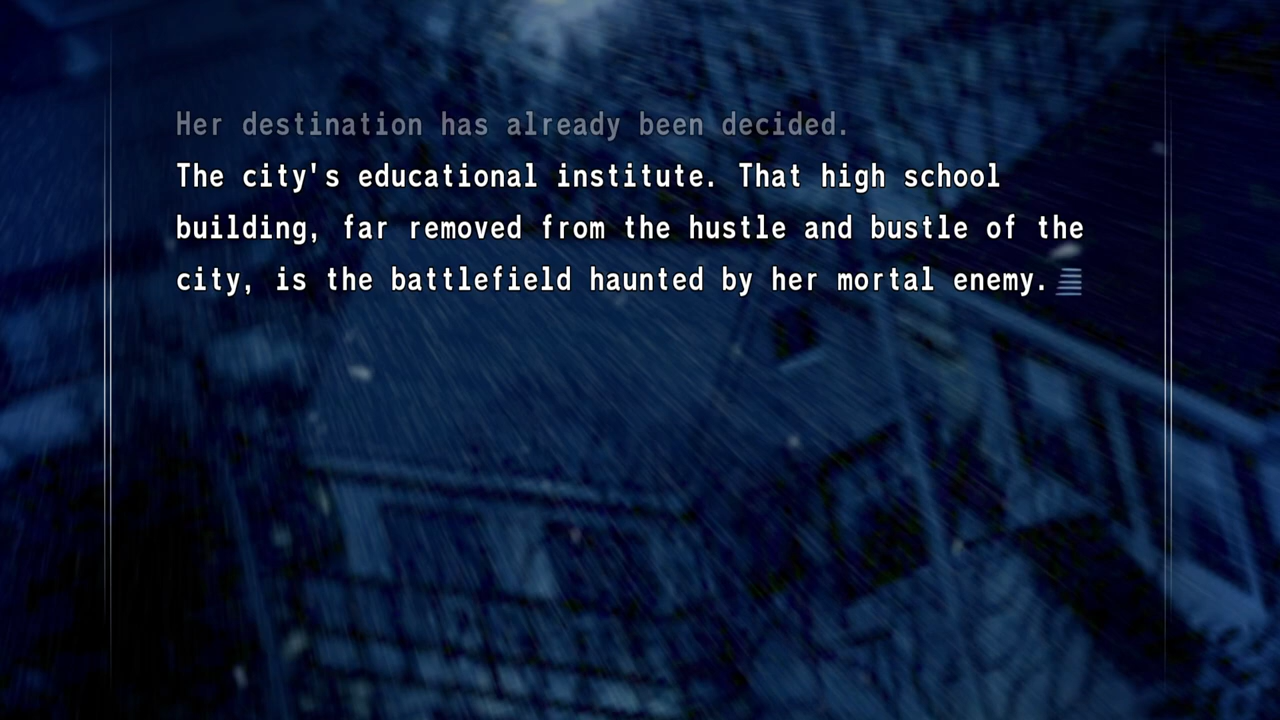 Her destination has already been decided.
The city's educational institute. That high school
building, far removed from the hustle and bustle of the
city, is the battlefield haunted by her mortal enemy.